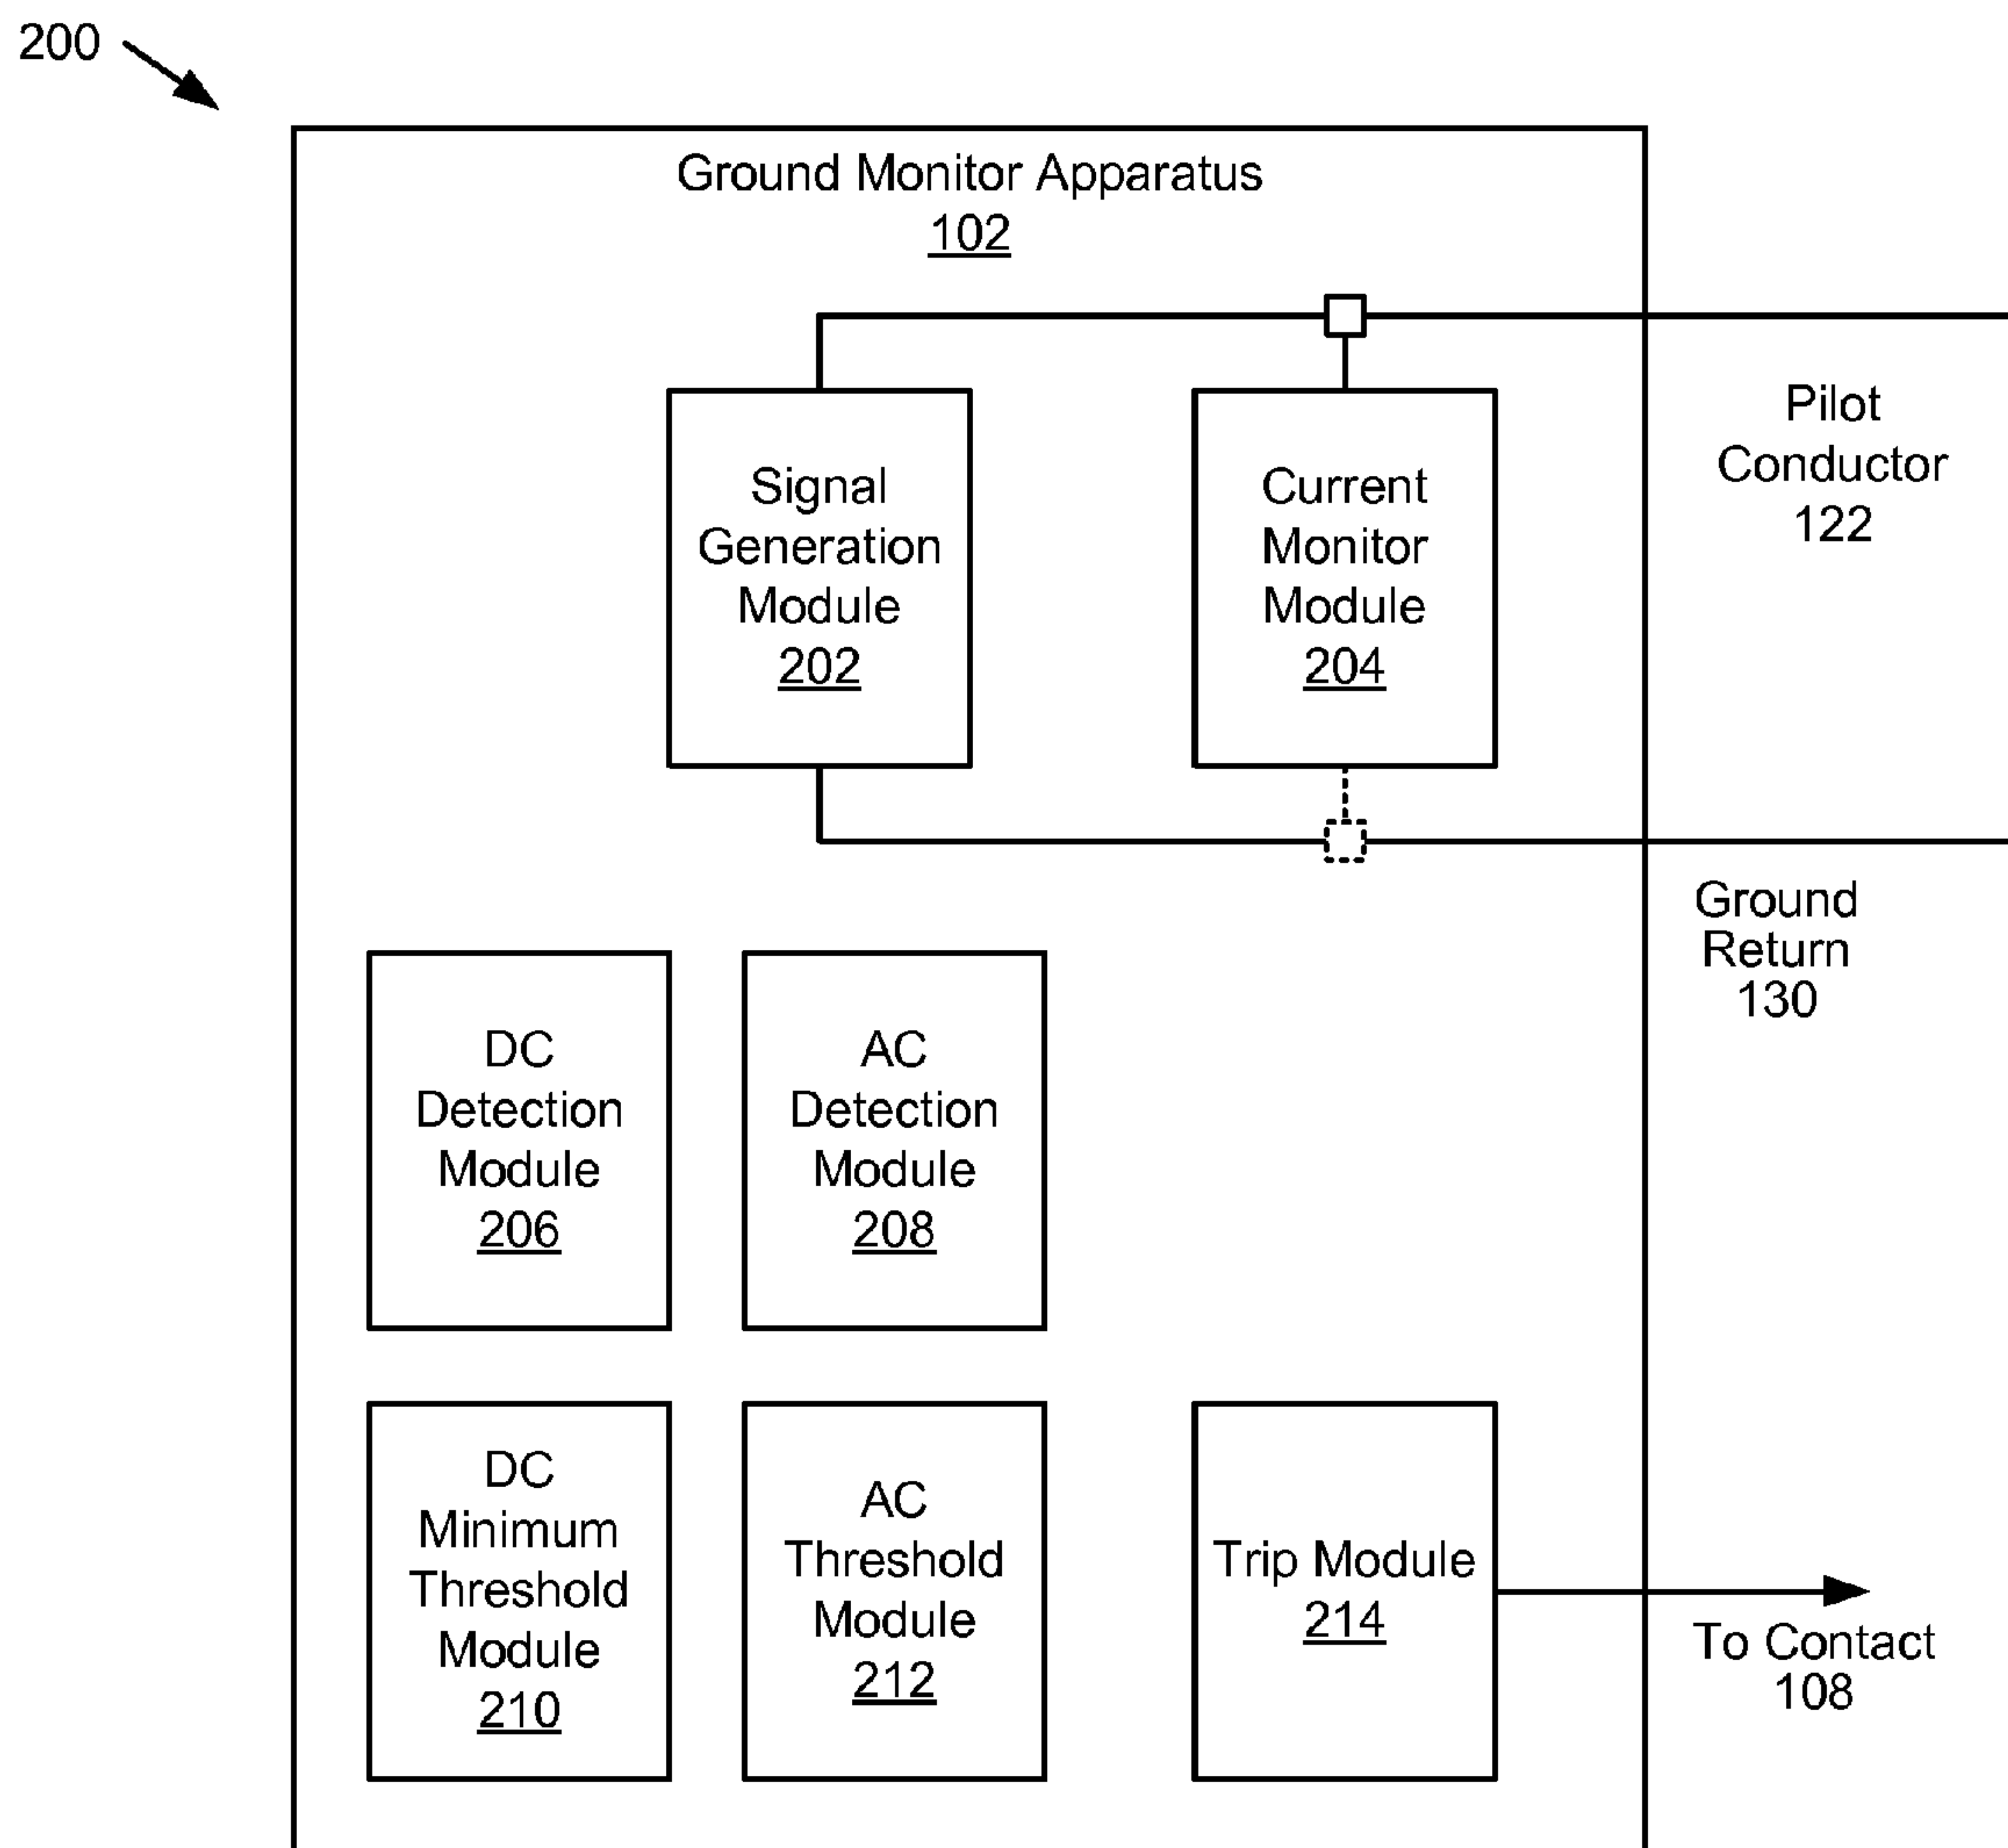 200
Ground Monitor Apparatus
102
Signal
Generation
Module
202
Current
Monitor
Module
204
Pilot
Conductor
122
Ground
Return
130
DC
Detection
Module
206
AC
Detection
Module
208
DC
Minimum
Threshold
Module
210
AC
Threshold
Module
212
Trip Module
214
To Contact
108